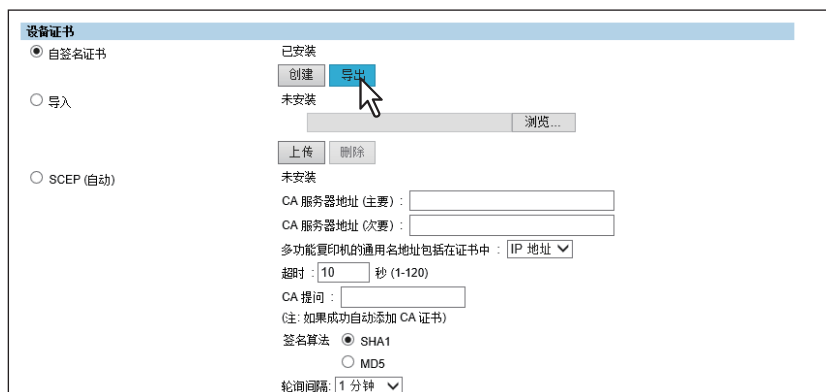 设备证书
自签名证书 已安装
创建 导出
导入 未安装
浏览...
上传 删除
SCEP (自动) 未安装
CA 服务器地址 (主要) :
CA 服务器地址 (次要) :
多功能复印机的通用名地址包括在证书中 : IP 地址
超时 : 10 秒 (1-120)
CA 提问 :
(注: 如果成功自动添加 CA 证书)
签名算法 SHA1
MD5
轮询间隔: 1 分钟